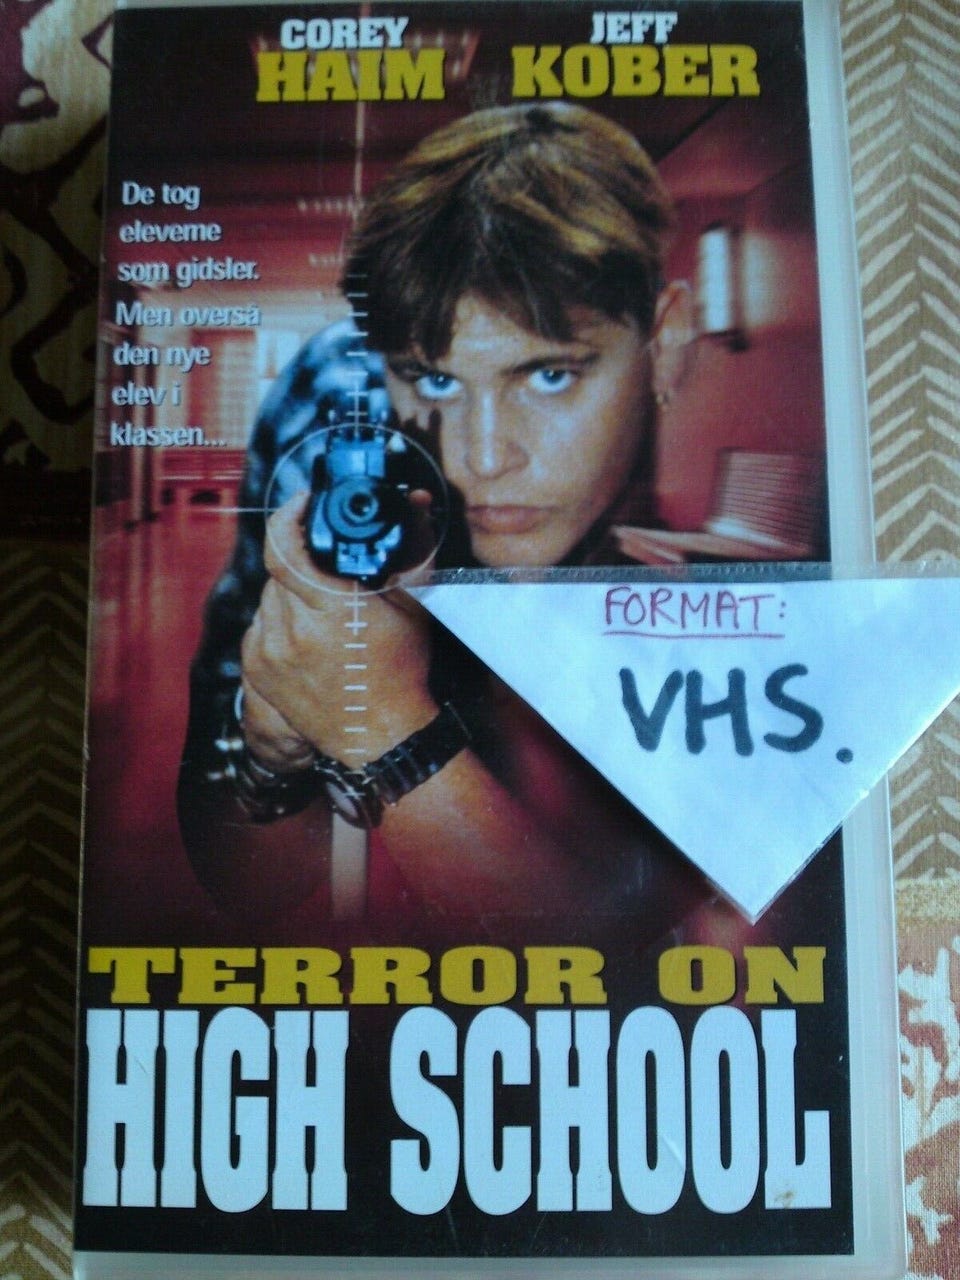 COREY
HAIM
JEFF
KOBER
De tog
eleverne
som gidsler.
Men overså
den nye
elev i
klassen...
FORMAT:
VHS.
TERROR ON
HIGH SCHOOL